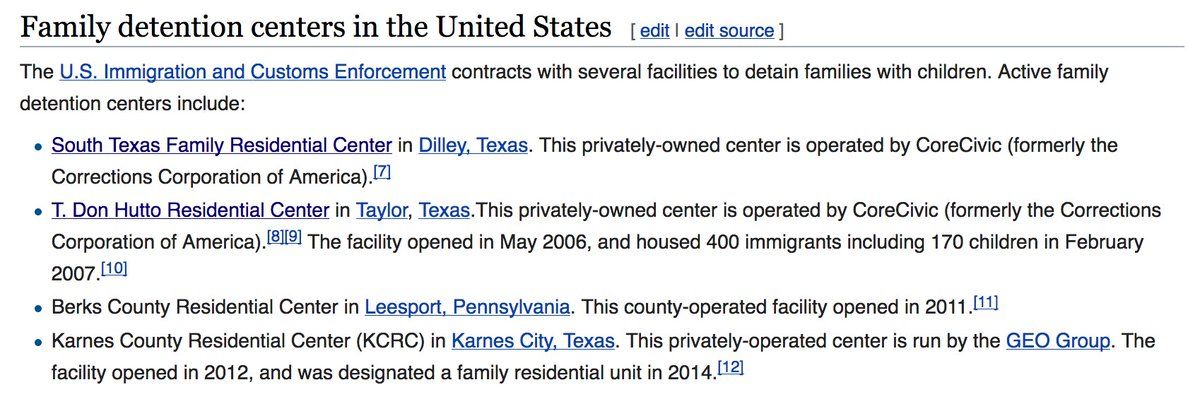 Family detention centers in the United States [ edit | edit source ]
The U.S. Immigration and Customs Enforcement contracts with several facilities to detain families with children. Active family
detention centers include:
• South Texas Family Residential Center in Dilley, Texas. This privately-owned center is operated by CoreCivic (formerly the
Corrections Corporation of America).[7]
• T. Don Hutto Residential Center in Taylor, Texas.This privately-owned center is operated by CoreCivic (formerly the Corrections
Corporation of America).[8][9] The facility opened in May 2006, and housed 400 immigrants including 170 children in February
2007.[10]
• Berks County Residential Center in Leesport, Pennsylvania. This county-operated facility opened in 2011.[11]
• Karnes County Residential Center (KCRC) in Karnes City, Texas. This privately-operated center is run by the GEO Group. The
facility opened in 2012, and was designated a family residential unit in 2014.[12]